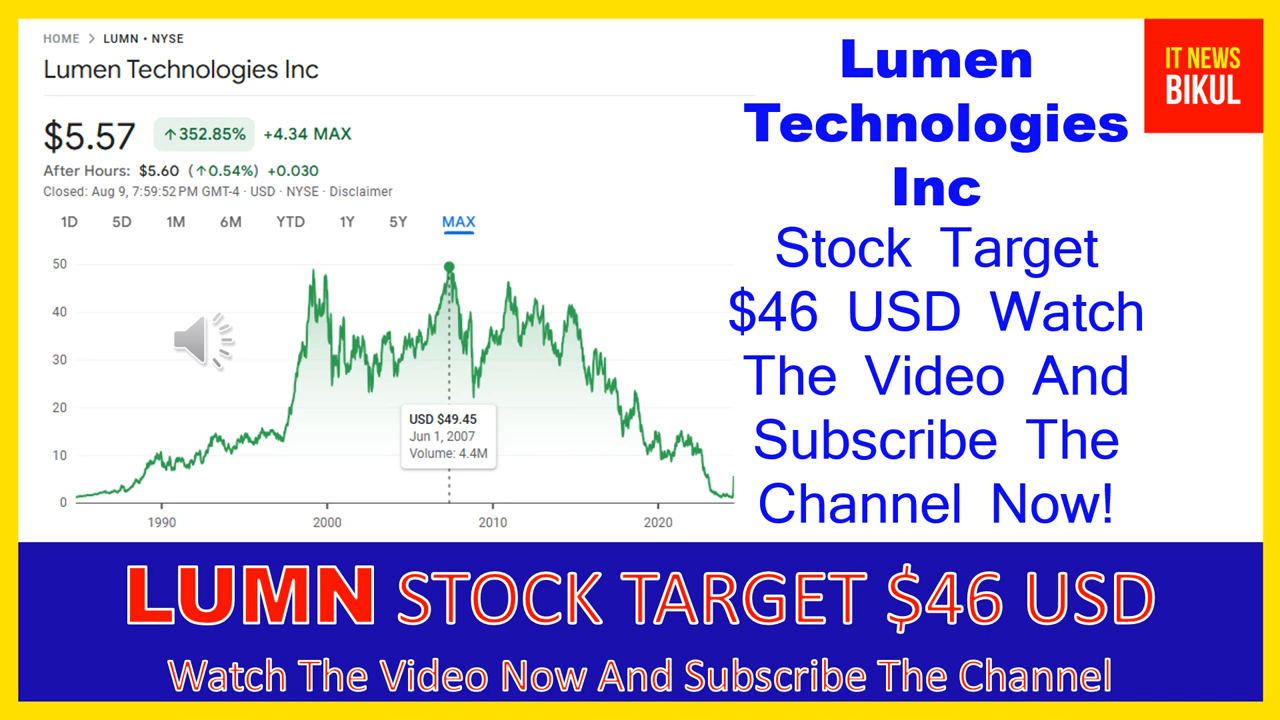 HOME > LUMN • NYSE
Lumen Technologies Inc
$5.57 ↑352.85% +4.34 MAX
After Hours: $5.60 (↑0.54%) +0.030
Closed: Aug 9, 7:59:52 PM GMT-4 · USD · NYSE · Disclaimer
1D 5D 1M 6M YTD 1Y 5Y MAX
50
40
30
20
10
0
USD $49.45
Jun 1, 2007
Volume: 4.4M
1990 2000 2010 2020
Lumen
Technologies
Inc
Stock Target
$46 USD Watch
The Video And
Subscribe The
Channel Now!
IT NEWS
BIKUL
LUMN STOCK TARGET $46 USD
Watch The Video Now And Subscribe The Channel